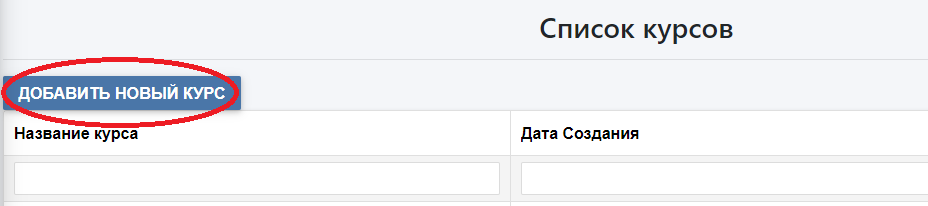 Список курсов
ДОБАВИТЬ НОВЫЙ КУРС
Название курса
Дата Создания